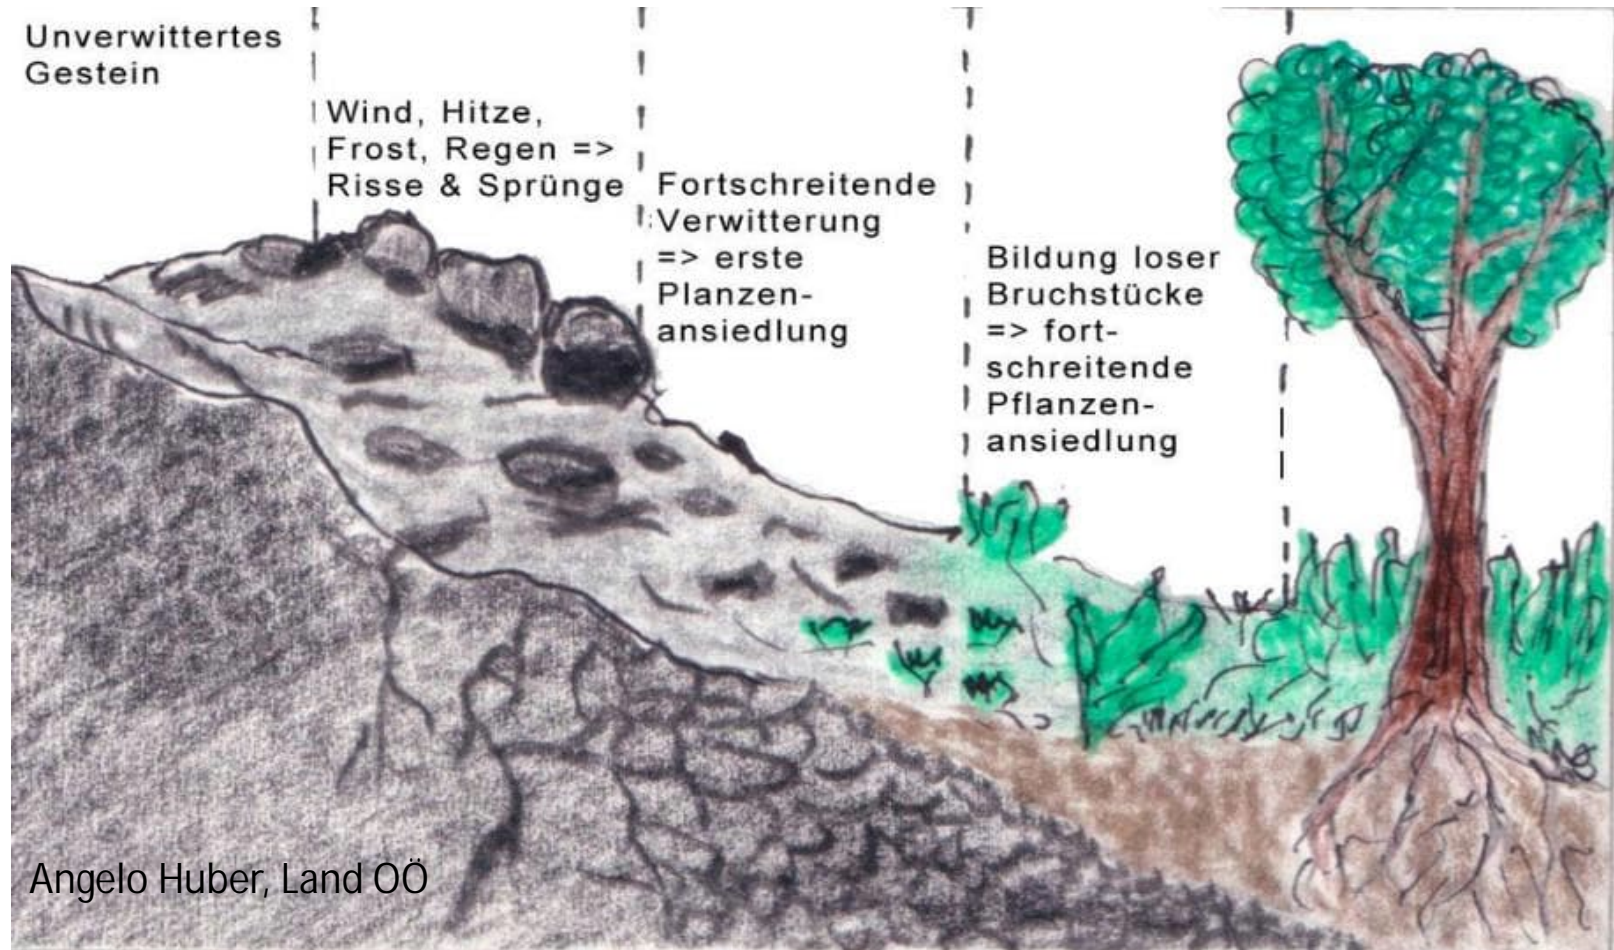 Unverwittertes
Gestein
Wind, Hitze,
Frost, Regen =>
Risse & Sprünge
Fortschreitende
Verwitterung
=> erste
Planzen-
ansiedlung
Bildung loser
Bruchstücke
=> fort-
schreitende
Pflanzen-
ansiedlung
Angelo Huber, Land OÖ